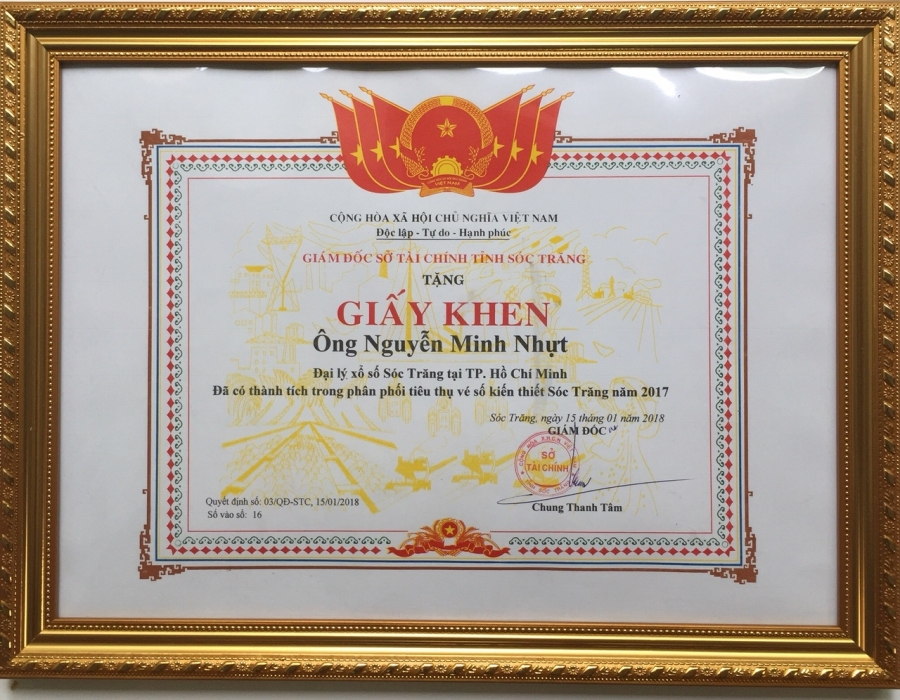 VIỆT NAM
CỘNG HÒA XÃ HỘI CHỦ NGHĨA VIỆT NAM
Độc lập - Tự do - Hạnh phúc
GIÁM ĐỐC SỞ TÀI CHÍNH TỈNH SÓC TRĂNG
TẶNG
GIẤY KHEN
Ông Nguyễn Minh Nhựt
Đại lý xổ số Sóc Trăng tại TP. Hồ Chí Minh
Đã có thành tích trong phân phối tiêu thụ vé số kiến thiết Sóc Trăng năm 2017
Sóc Trăng, ngày 15 tháng 01 năm 2018
GIÁM ĐỐC
SỞ
TÀI CHÍNH
Quyết định số: 03/QĐ-STC, 15/01/2018
Số vào sổ: 16
Chung Thanh Tâm